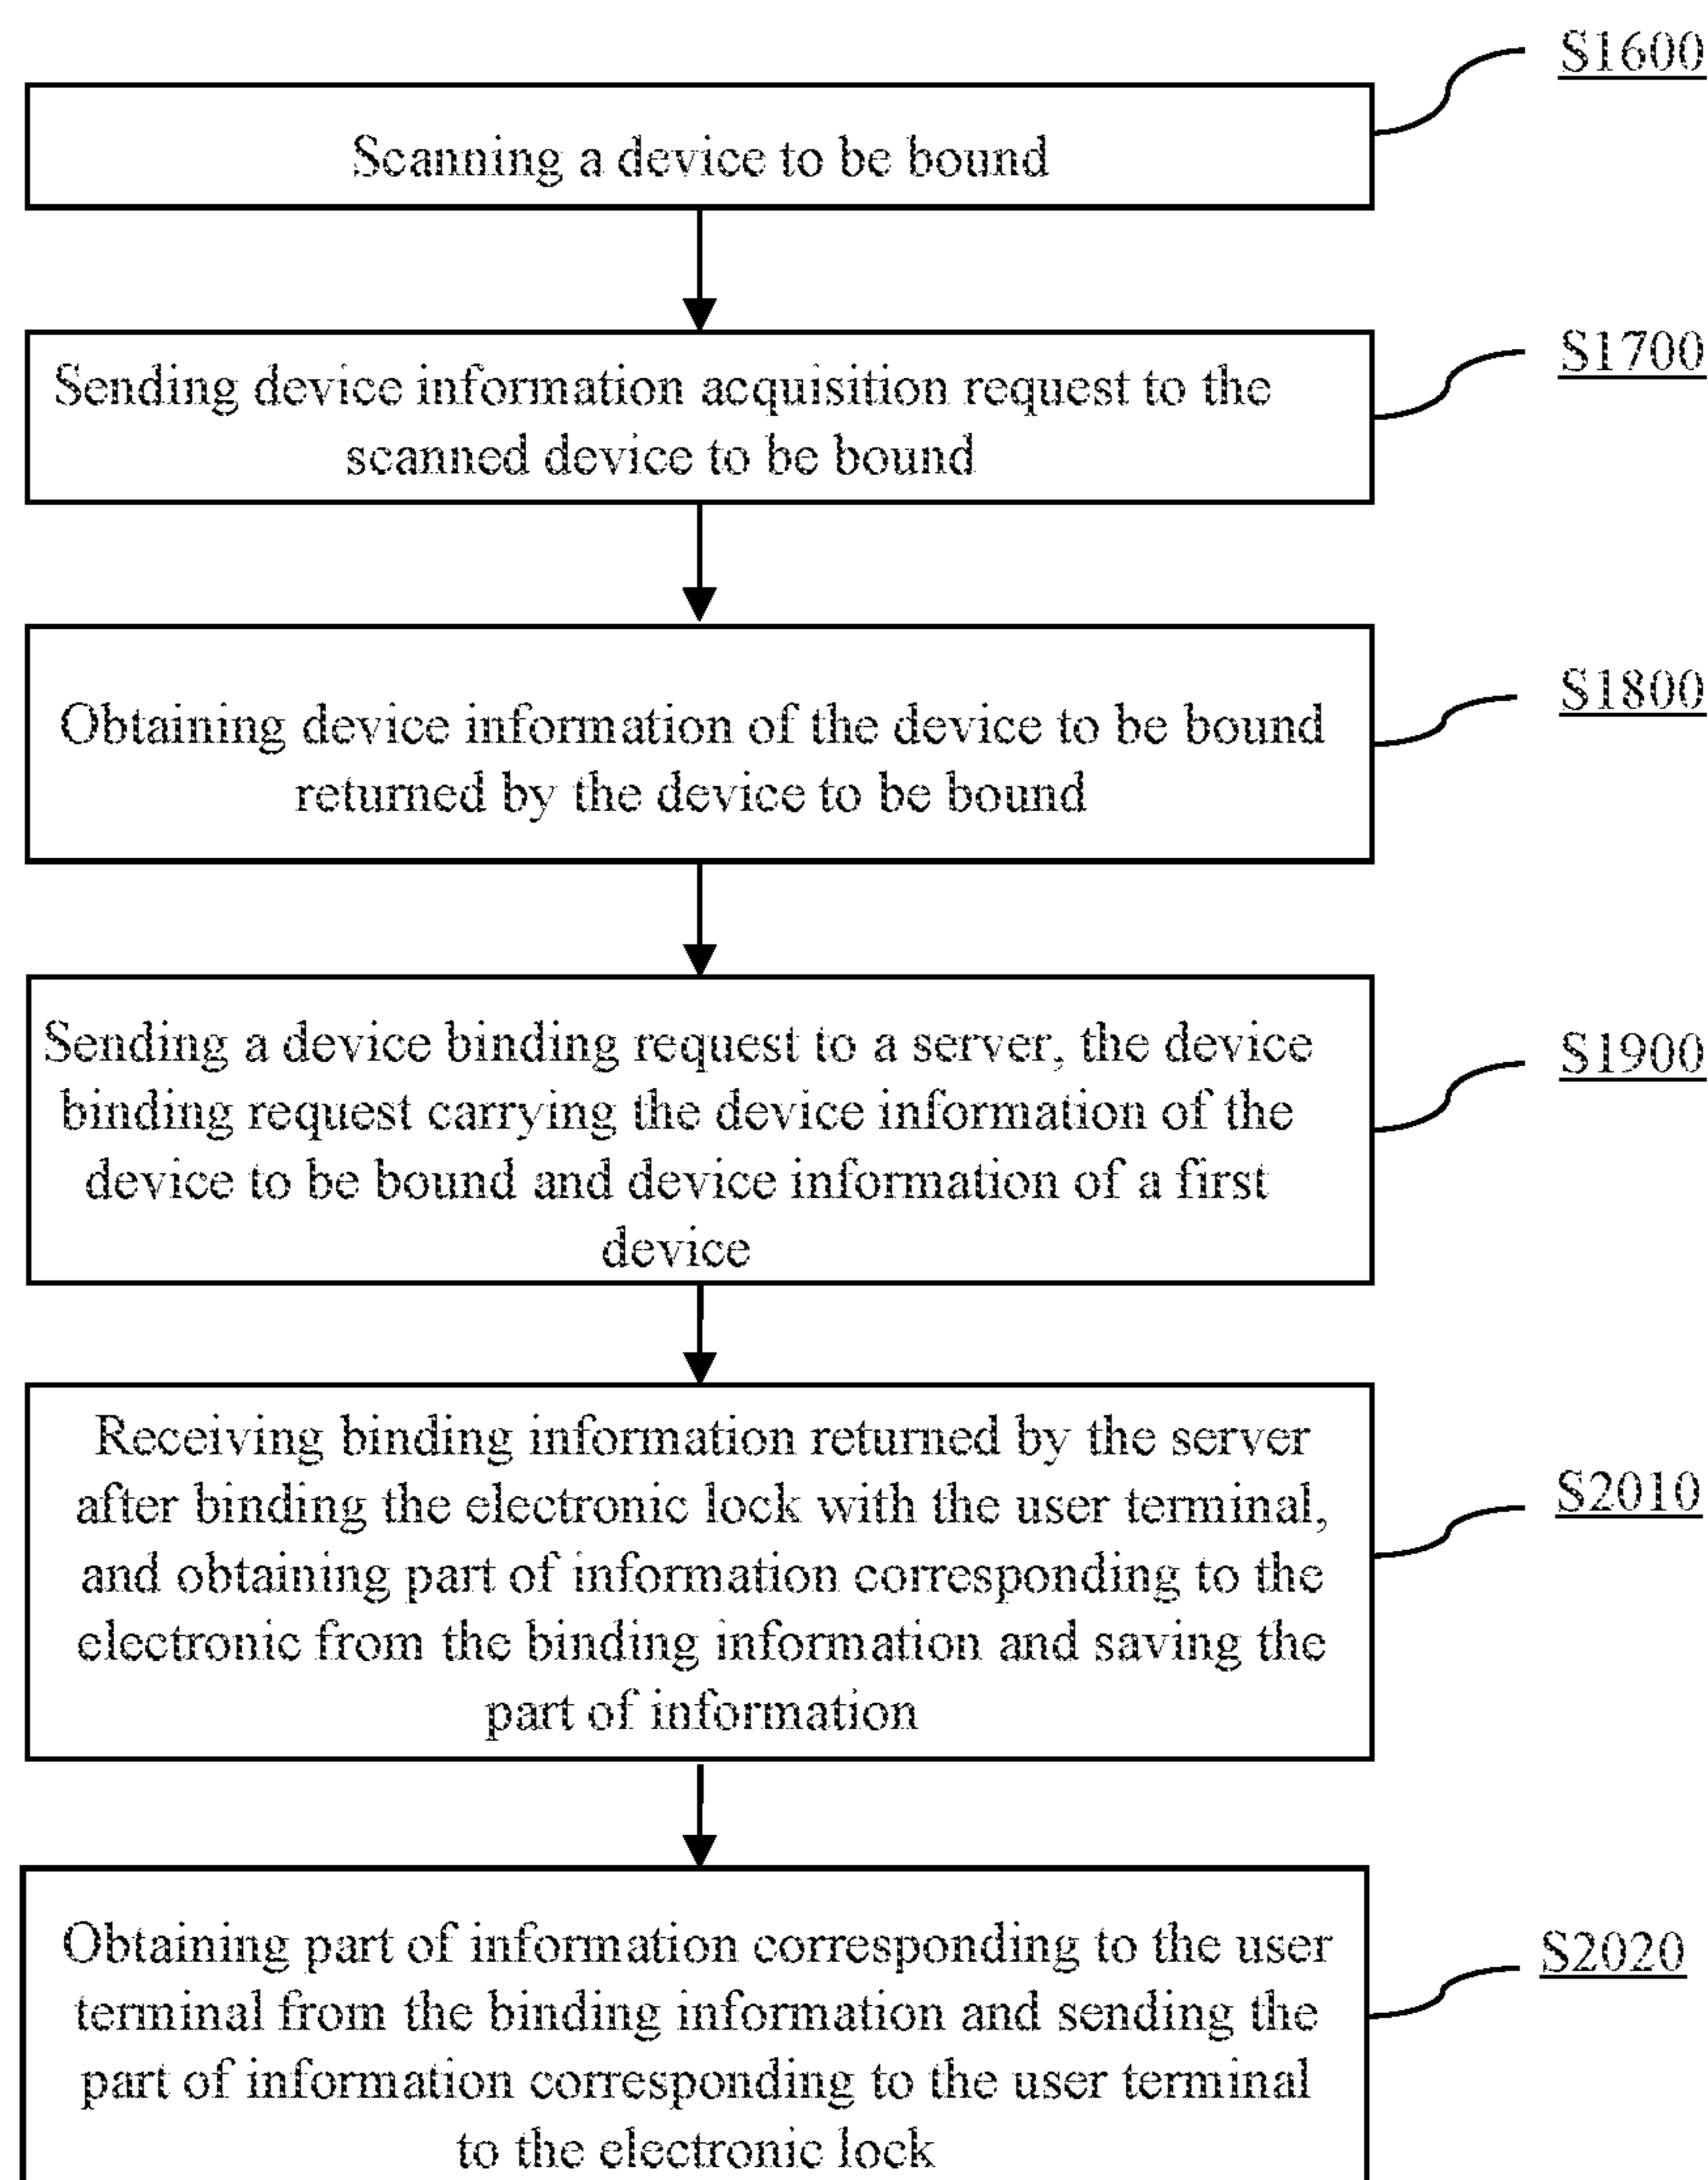 S1600
Scanning a device to be bound
S1700
Sending device information acquisition request to the
scanned device to be bound
S1800
Obtaining device information of the device to be bound
returned by the device to be bound
S1900
Sending a device binding request to a server, the device
binding request carrying the device information of the
device to be bound and device information of a first
device
S2010
Receiving binding information returned by the server
after binding the electronic lock with the user terminal,
and obtaining part of information corresponding to the
electronic from the binding information and saving the
part of information
S2020
Obtaining part of information corresponding to the user
terminal from the binding information and sending the
part of information corresponding to the user terminal
to the electronic lock